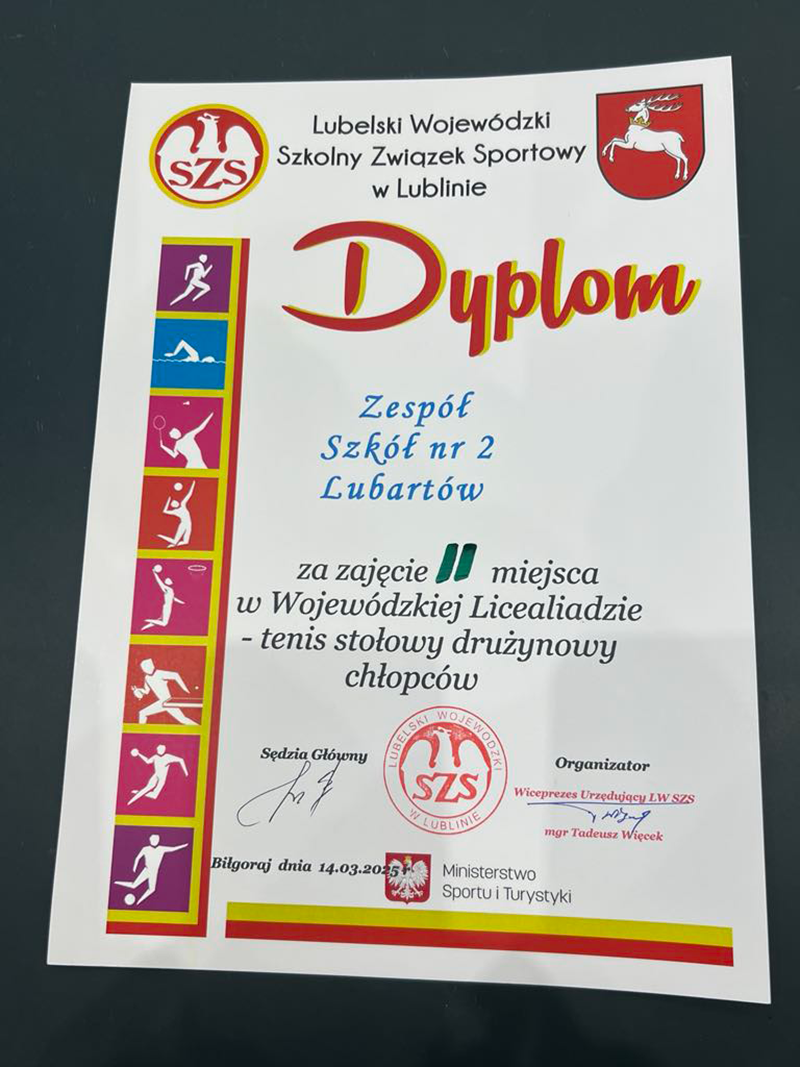 SZS
Lubelski Wojewódzki
Szkolny Związek Sportowy
w Lublinie
Dyplom
Zespół
Szkół nr 2
Lubartów
za zajęcie II miejsca
w Wojewódzkiej Licealiadzie
- tenis stołowy drużynowy
chłopców
Sędzia Główny
LUBELSKI WOJEWÓDZKI
SZS
W LUBLINIE
Organizator
Wiceprezes Urzędujący LW SZS
mgr Tadeusz Więcek
Biłgoraj dnia 14.03.2025 r.
Ministerstwo
Sportu i Turystyki